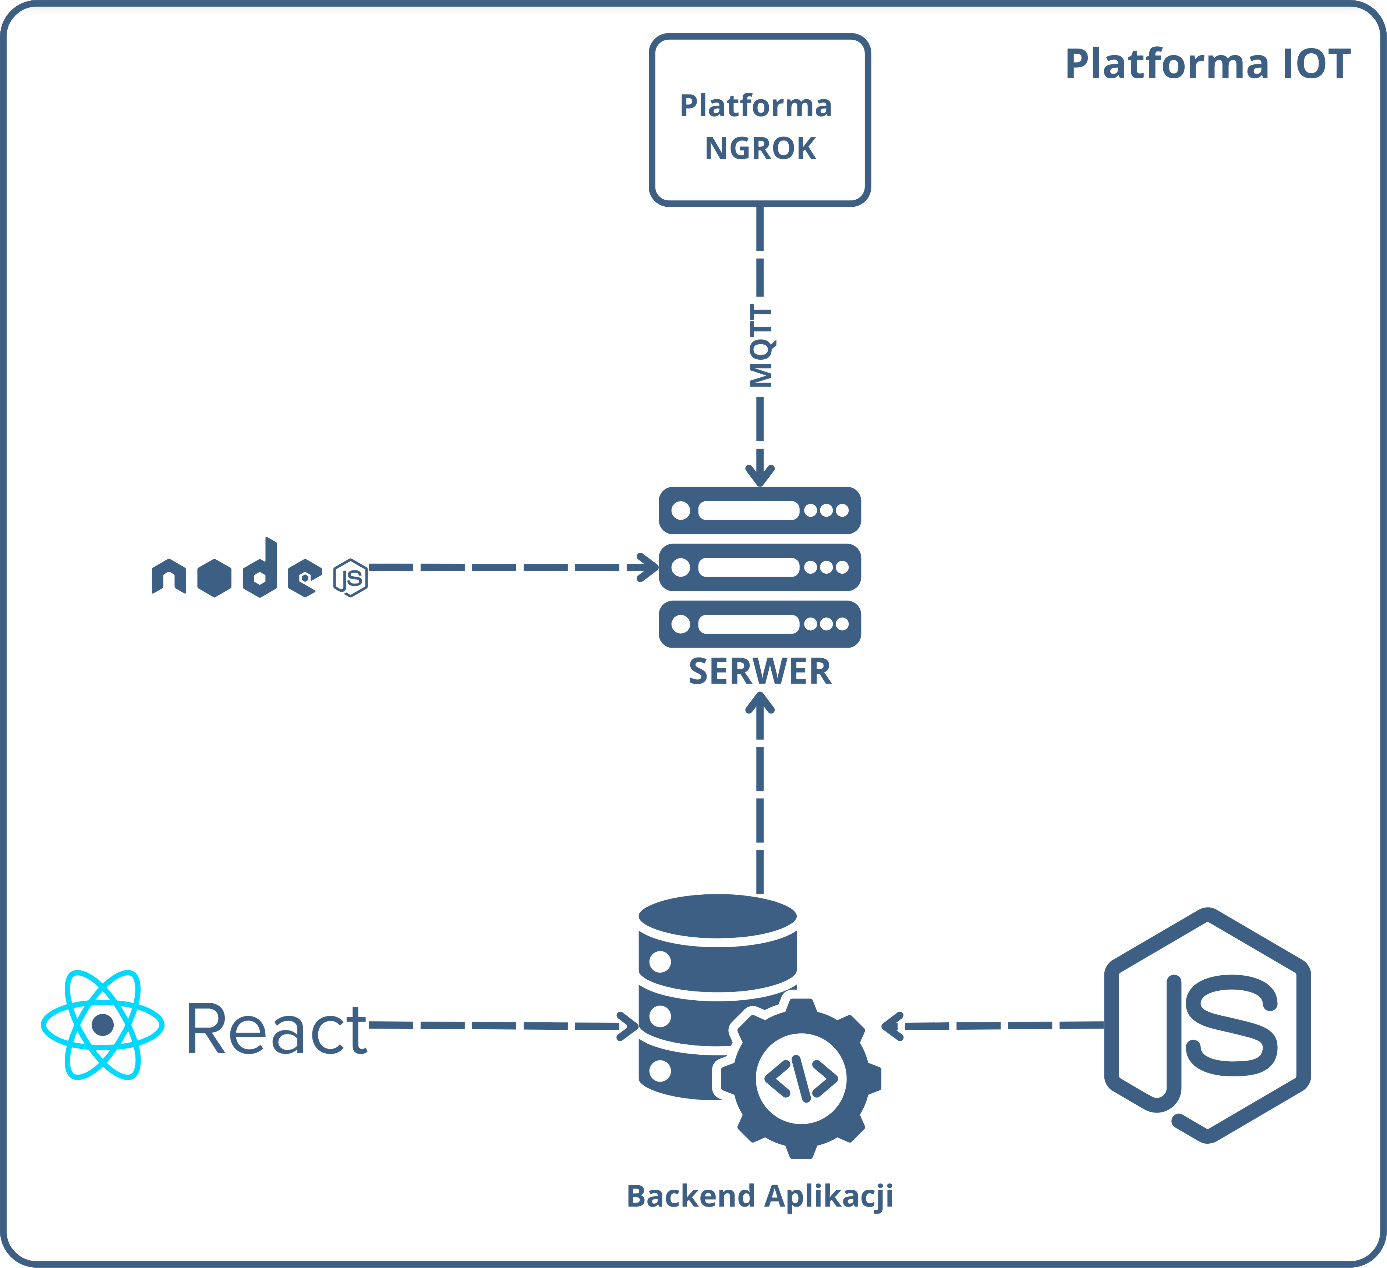 Platforma IOT
Platforma
NGROK
MQTT
node JS
SERWER
React
JS
</>
Backend Aplikacji